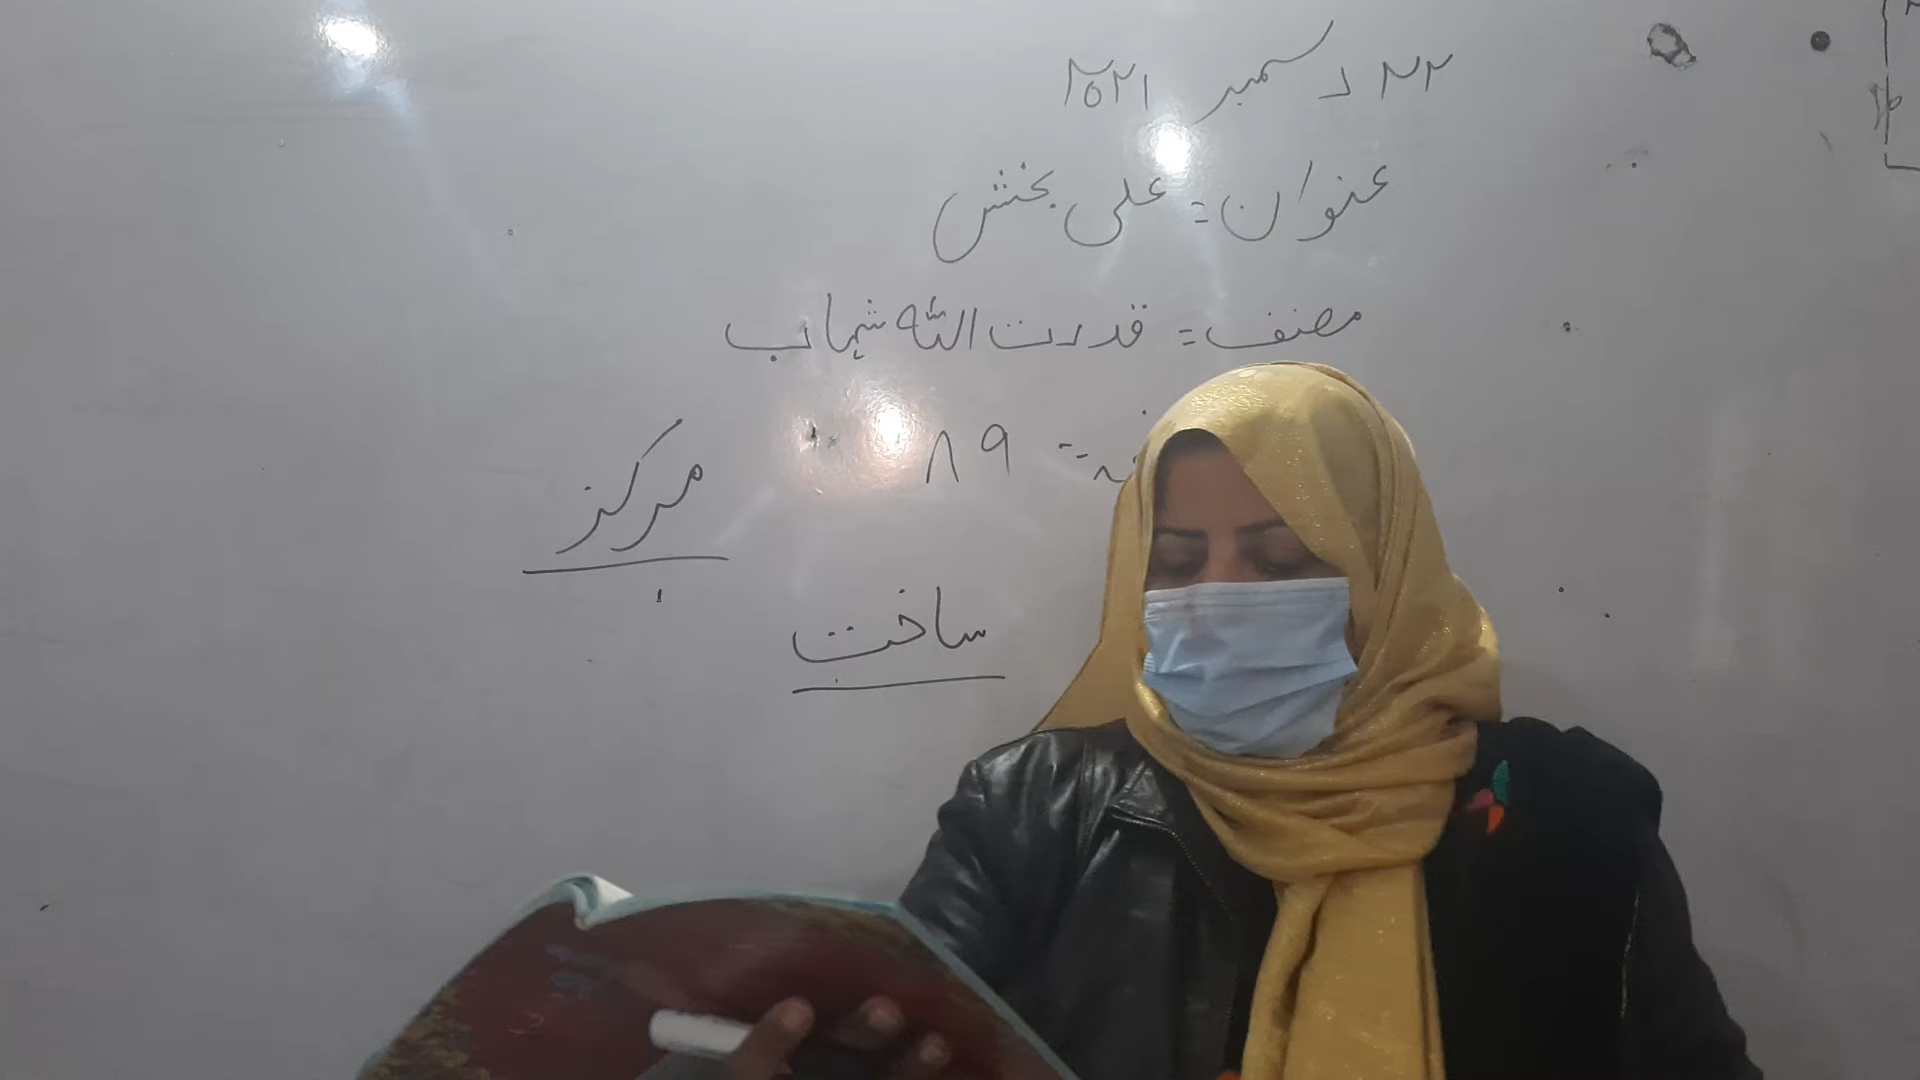 ۲۲ دسمبر ۲۰۲۱
عنوان = علی بخش
مصنف = قدرت اللہ شہاب
۸۹
مرکز
ساخت